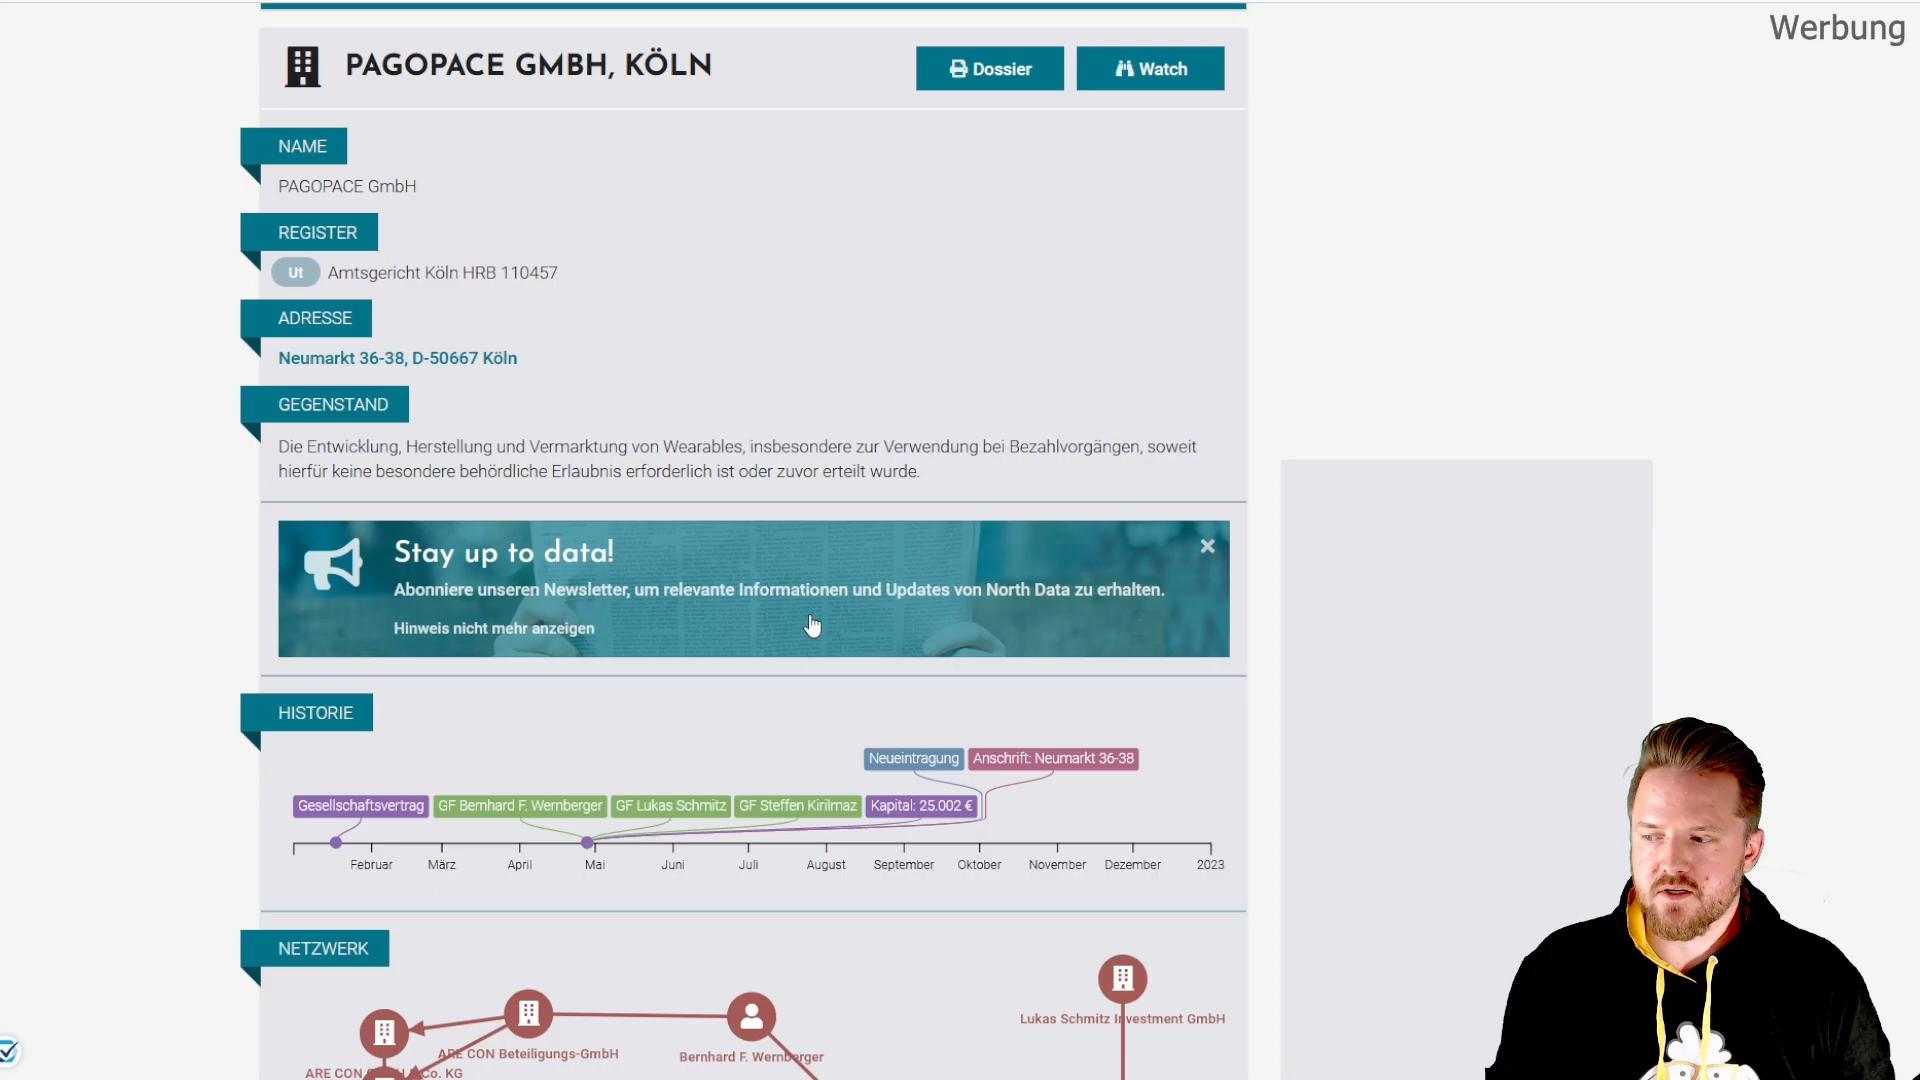 Werbung
PAGOPACE GMBH, KÖLN
Dossier
Watch
NAME
PAGOPACE GmbH
REGISTER
Ut Amtsgericht Köln HRB 110457
ADRESSE
Neumarkt 36-38, D-50667 Köln
GEGENSTAND
Die Entwicklung, Herstellung und Vermarktung von Wearables, insbesondere zur Verwendung bei Bezahlvorgängen, soweit
hierfür keine besondere behördliche Erlaubnis erforderlich ist oder zuvor erteilt wurde.
Stay up to data!
Abonniere unseren Newsletter, um relevante Informationen und Updates von North Data zu erhalten.
Hinweis nicht mehr anzeigen
HISTORIE
Neueintragung Anschrift: Neumarkt 36-38
Gesellschaftsvertrag GF Bernhard F. Wernberger GF Lukas Schmitz GF Steffen Kirilmaz Kapital: 25.002 €
Februar März April Mai Juni Juli August September Oktober November Dezember 2023
NETZWERK
Lukas Schmitz Investment GmbH
ARE CON Beteiligungs-GmbH
Bernhard F. Wernberger
ARE CON Co. KG